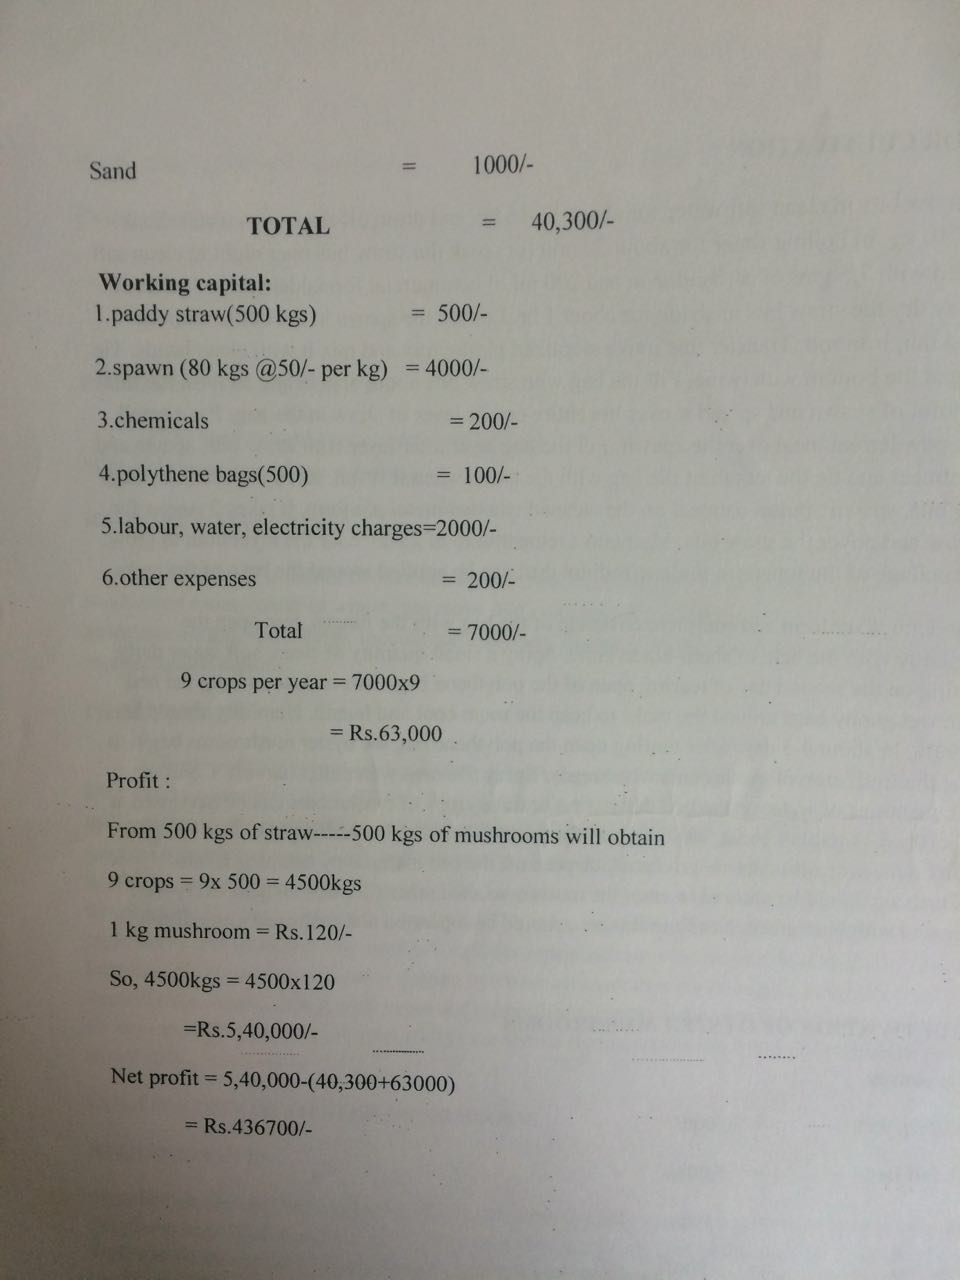 Sand = 1000/-
TOTAL = 40,300/-
Working capital:
1.paddy straw(500 kgs) = 500/-
2.spawn (80 kgs @50/- per kg) = 4000/-
3.chemicals = 200/-
4.polythene bags(500) = 100/-
5.labour, water, electricity charges=2000/-
6.other expenses = 200/-
Total = 7000/-
9 crops per year = 7000x9
= Rs.63,000
Profit :
From 500 kgs of straw-----500 kgs of mushrooms will obtain
9 crops = 9x 500 = 4500kgs
1 kg mushroom = Rs.120/-
So, 4500kgs = 4500x120
=Rs.5,40,000/-
Net profit = 5,40,000-(40,300+63000)
= Rs.436700/-